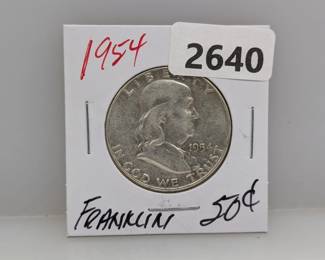 1954
2640
LIBERTY
1954
IN GOD WE TRUST
FRANKLIN 50¢